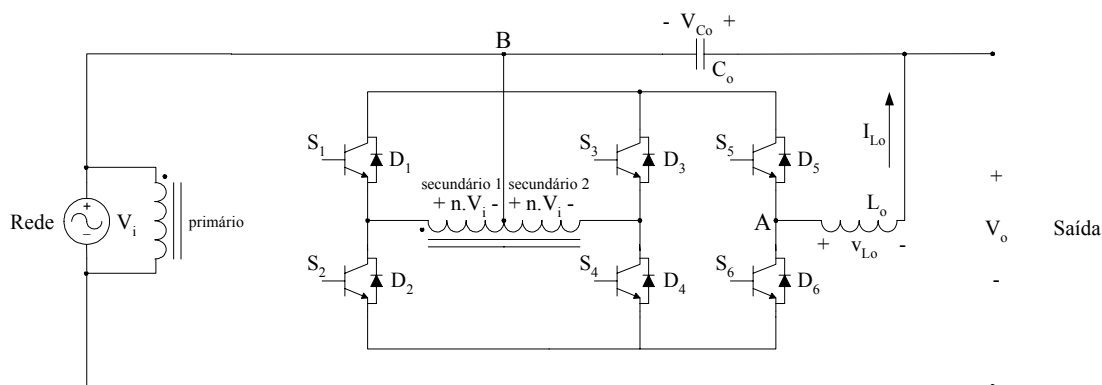 - V_Co +
B
C_o
I_Lo
S_1
D_1
S_3
D_3
S_5
D_5
secundário 1 secundário 2
+ n.V_i - + n.V_i -
Rede
+
-
V_i
primário
A
L_o
+ v_Lo -
+
V_o
-
Saída
S_2
D_2
S_4
D_4
S_6
D_6